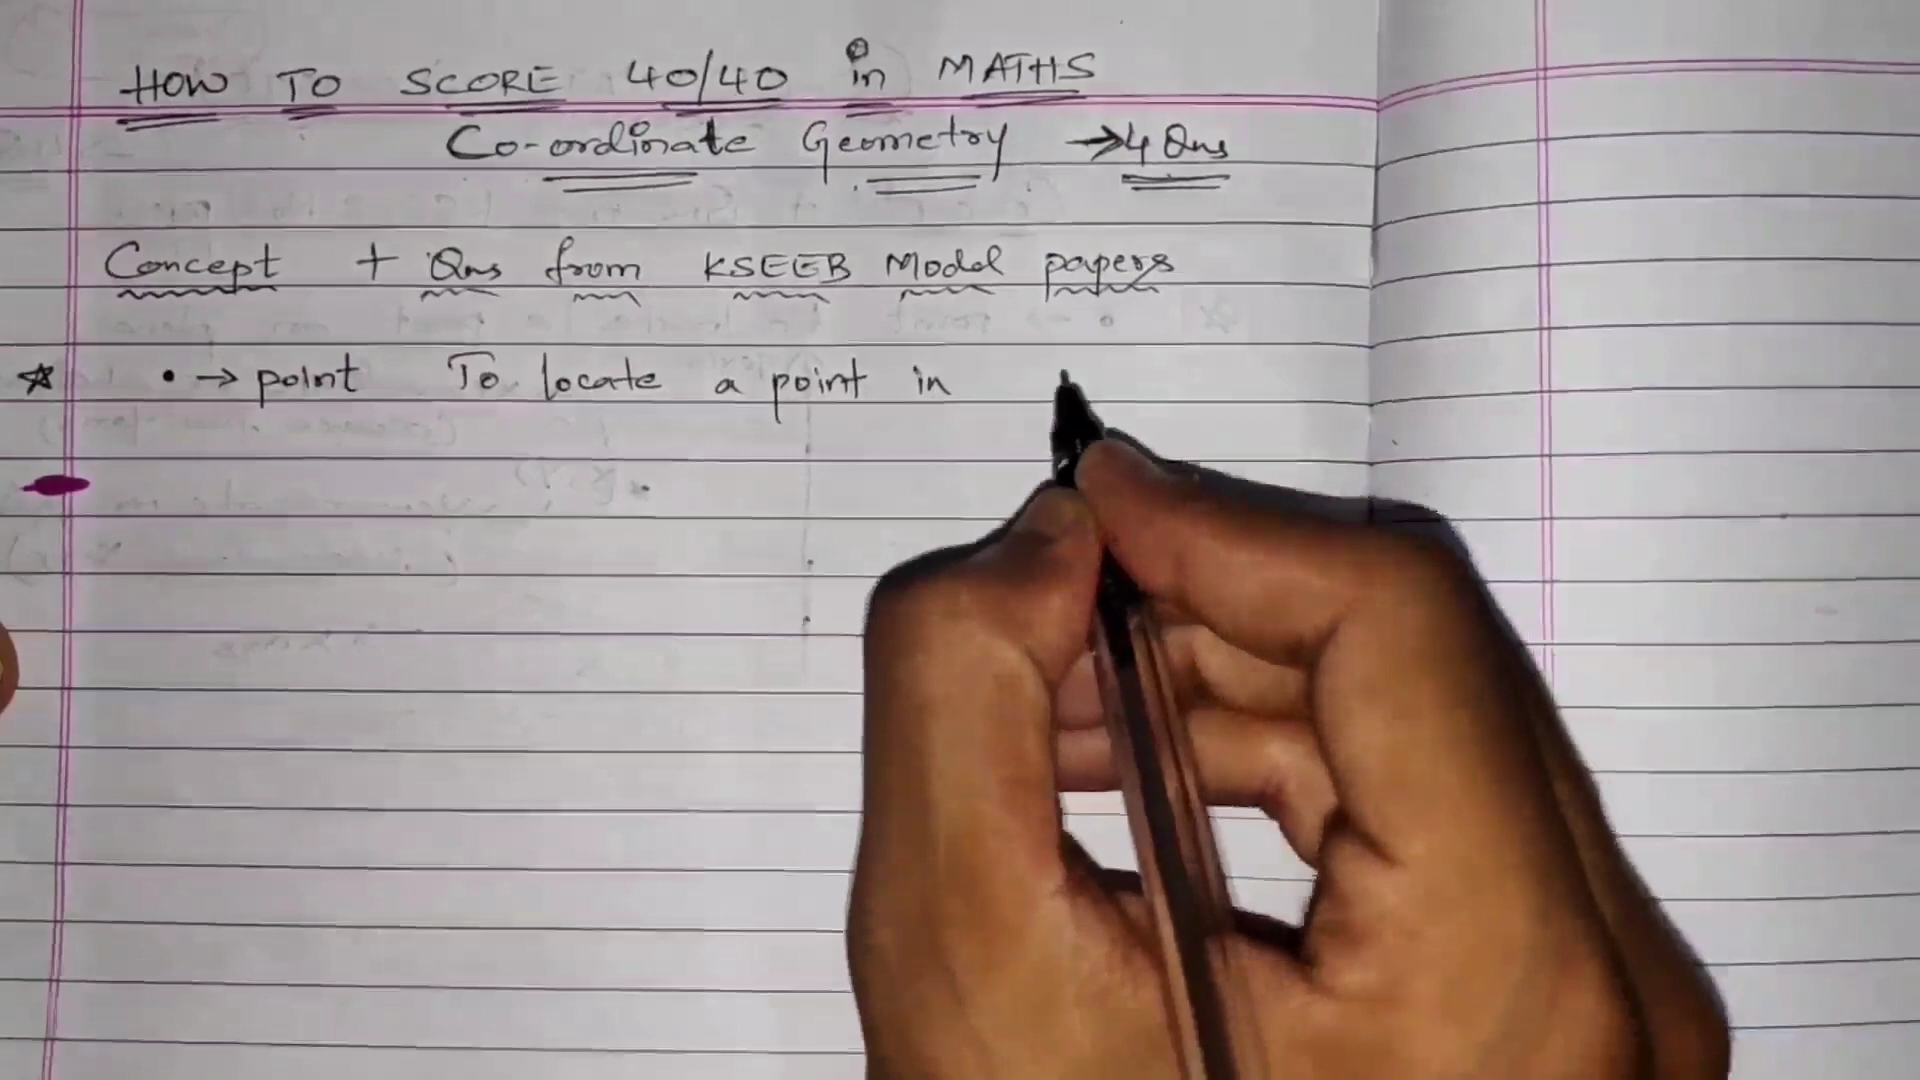 HOW TO SCORE 40/40 in MATHS
Co-ordinate Geometry → 4 Qns
Concept + Qns from KSEEB Model papers
☆ • → point To locate a point in